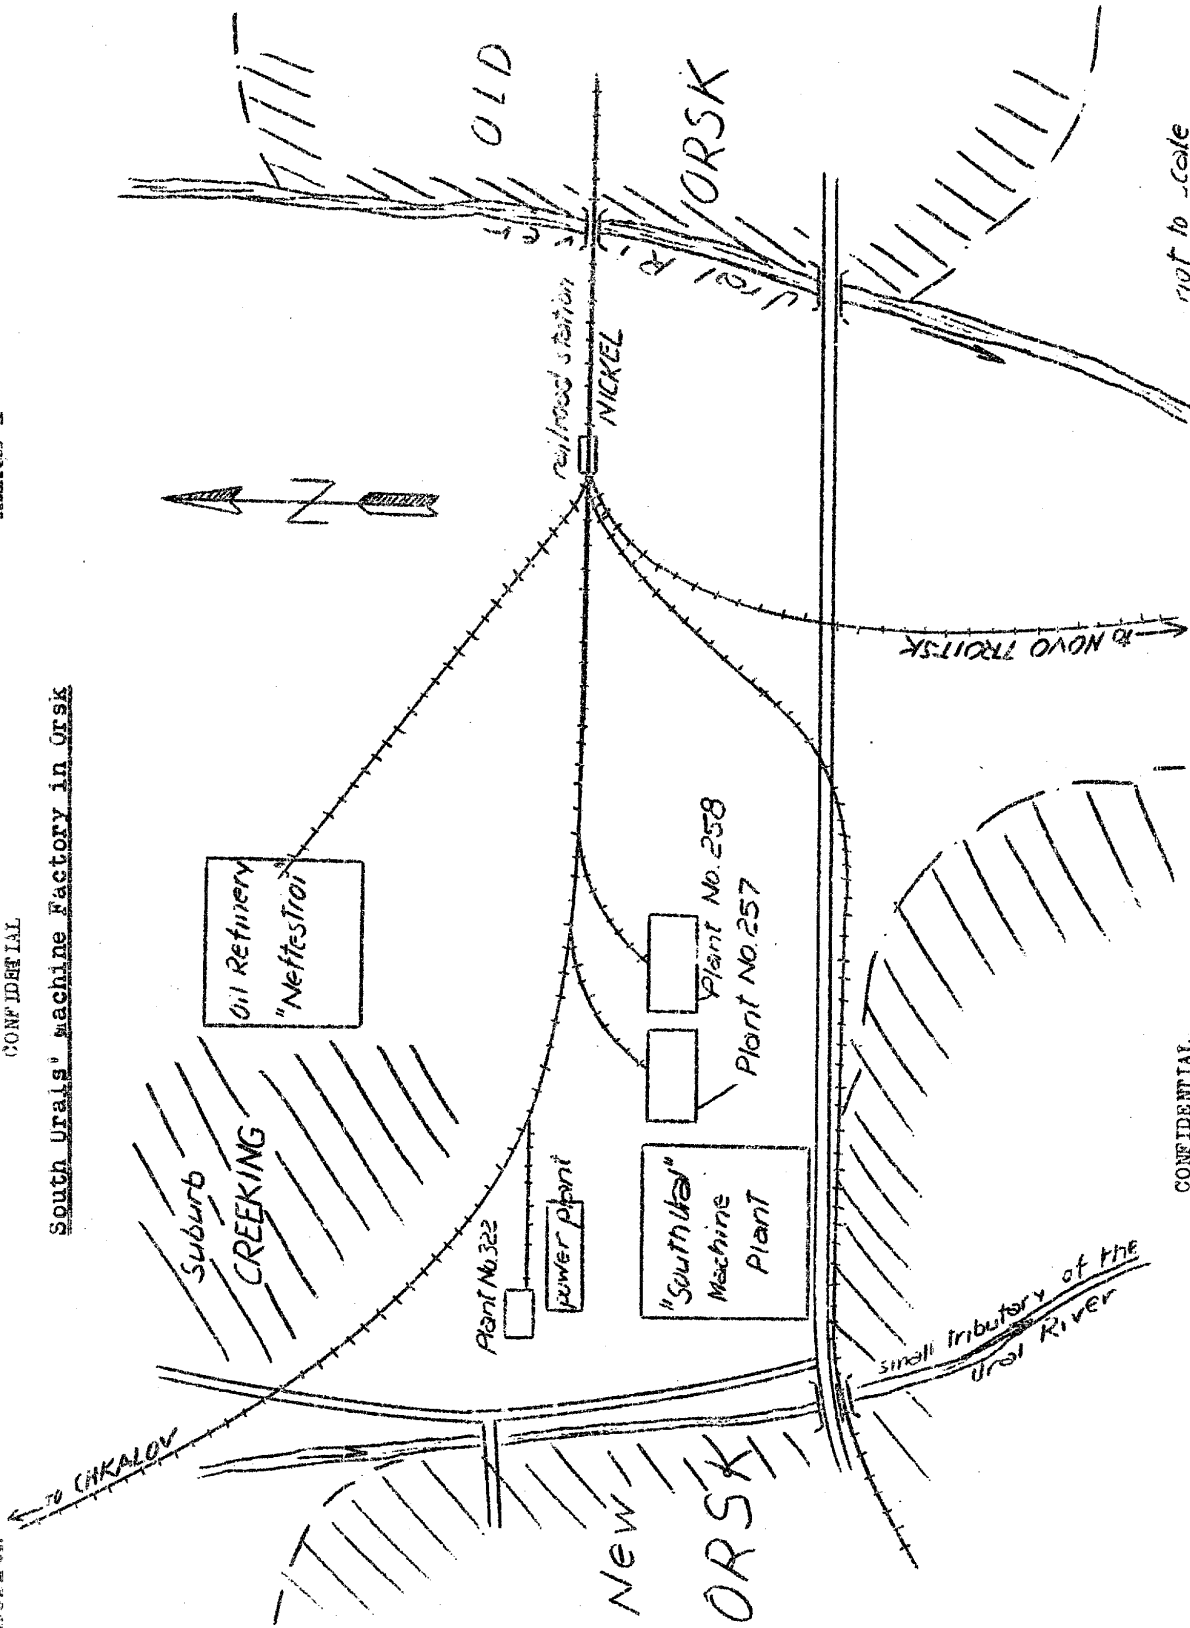 CONFIDETIAL
South Urals' machine Factory in Orsk
to CHKALOV
Suburb
CREEKING
Oil Refinery
"Neftestroi
railroad station
NICKEL
OLD
ORSK
Ural Ri
Plant No.322
power plant
Plant No. 258
Plant No.257
"South Ural"
Machine
Plant
New
ORSK
to NOVO TROITSK
small tributary of the
Ural River
not to scale
CONFIDENTIAL
N